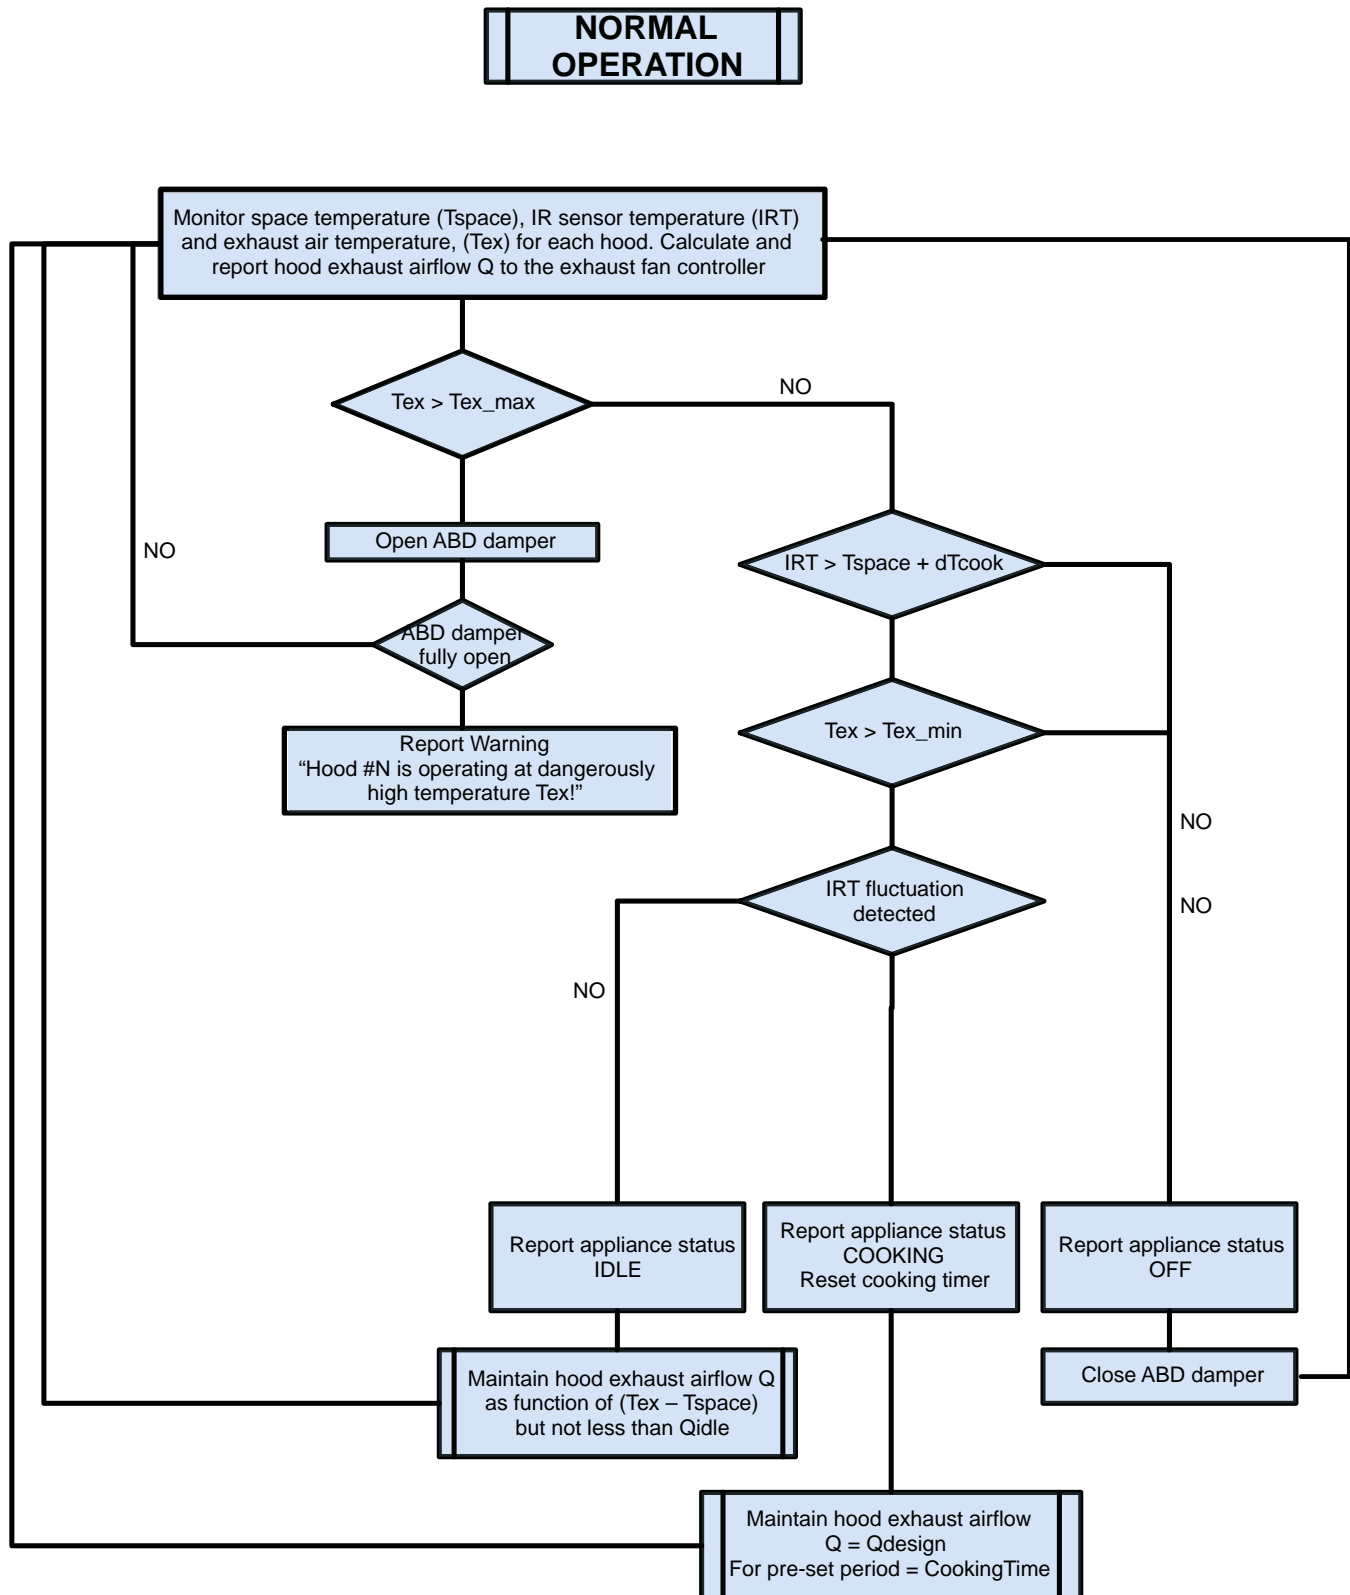 NORMAL
OPERATION
Monitor space temperature (Tspace), IR sensor temperature (IRT)
and exhaust air temperature, (Tex) for each hood. Calculate and
report hood exhaust airflow Q to the exhaust fan controller
Tex > Tex_max
NO
Open ABD damper
NO
IRT > Tspace + dTcook
ABD damper
fully open
Tex > Tex_min
Report Warning
“Hood #N is operating at dangerously
high temperature Tex!”
NO
IRT fluctuation
detected
NO
NO
Report appliance status
IDLE
Report appliance status
COOKING
Reset cooking timer
Report appliance status
OFF
Maintain hood exhaust airflow Q
as function of (Tex – Tspace)
but not less than Qidle
Close ABD damper
Maintain hood exhaust airflow
Q = Qdesign
For pre-set period = CookingTime